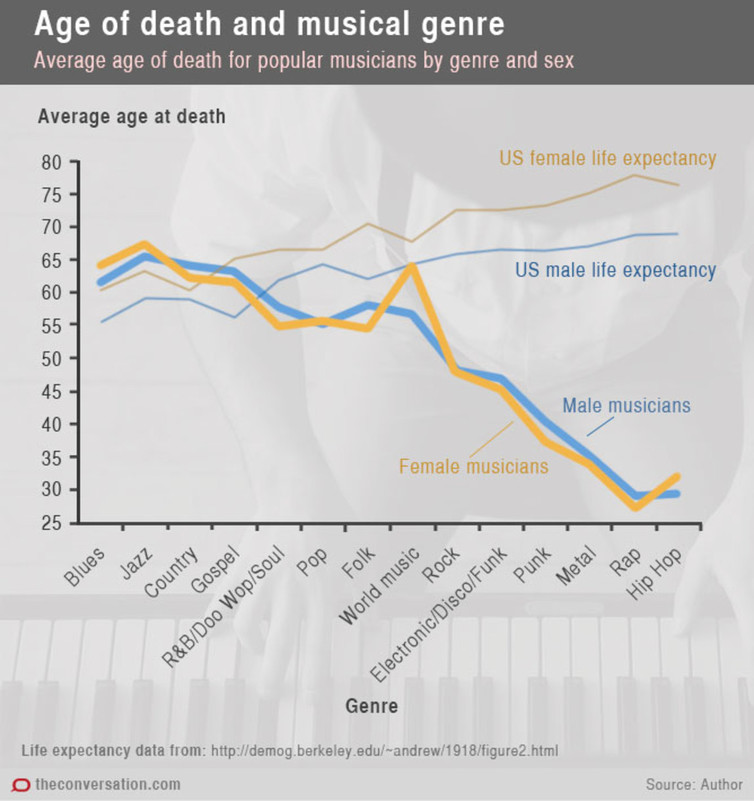 Age of death and musical genre
Average age of death for popular musicians by genre and sex
Average age at death
80
75
70
65
60
55
50
45
40
35
30
25
US female life expectancy
US male life expectancy
Male musicians
Female musicians
Blues
Jazz
Country
Gospel
R&B/Doo Wop/Soul
Pop
Folk
World music
Rock
Electronic/Disco/Funk
Punk
Metal
Rap
Hip Hop
Genre
Life expectancy data from: http://demog.berkeley.edu/~andrew/1918/figure2.html
theconversation.com
Source: Author